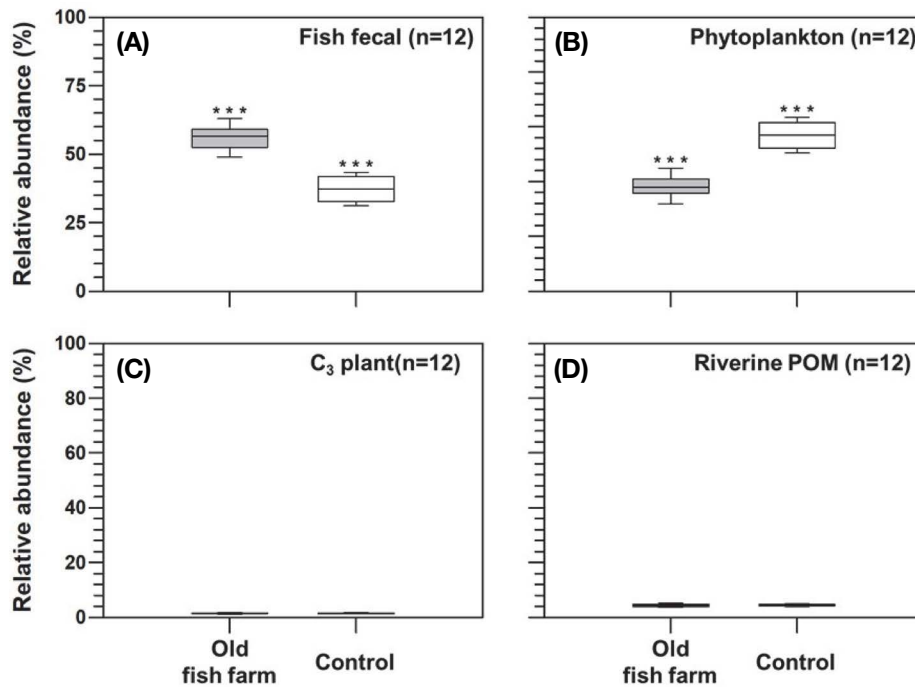 Relative abundance (%)
100
75
50
25
0
(A)
Fish fecal (n=12)
* * *
* * *
(B)
Phytoplankton (n=12)
* * *
* * *
Relative abundance (%)
100
80
60
40
20
0
(C)
C₃ plant(n=12)
(D)
Riverine POM (n=12)
Old
fish farm
Control
Old
fish farm
Control